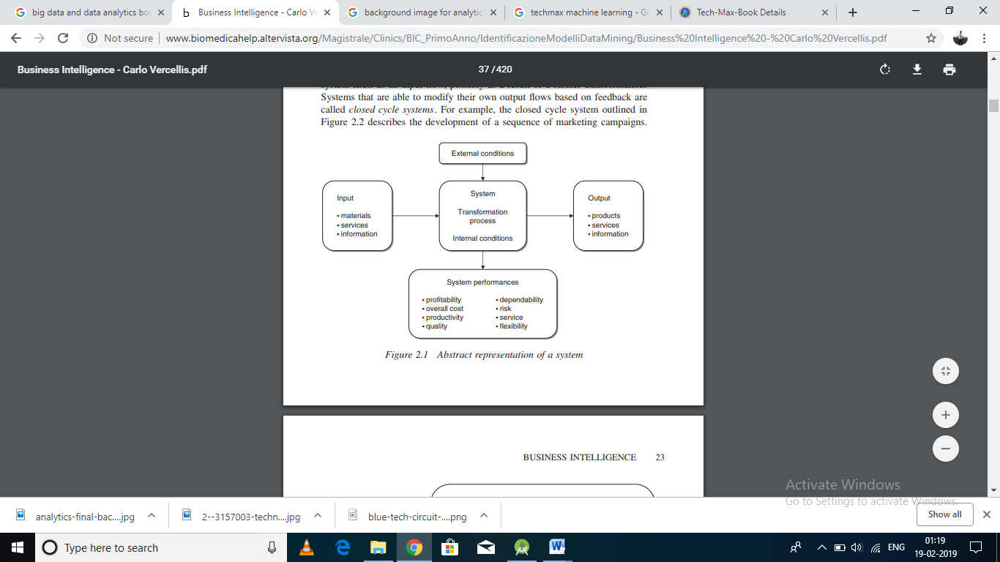 big data and data analytics bo
Business Intelligence - Carlo Ve
background image for analytic
techmax machine learning - Go
Tech-Max-Book Details
Not secure | www.biomedicahelp.altervista.org/Magistrale/Clinics/BIC_PrimoAnno/IdentificazioneModelliDataMining/Business%20Intelligence%20-%20Carlo%20Vercellis.pdf
Business Intelligence - Carlo Vercellis.pdf
37 / 420
Systems that are able to modify their own output flows based on feedback are
called closed cycle systems. For example, the closed cycle system outlined in
Figure 2.2 describes the development of a sequence of marketing campaigns.
External conditions
Input
• materials
• services
• information
System
Transformation
process
Internal conditions
Output
• products
• services
• information
System performances
• profitability
• overall cost
• productivity
• quality
• dependability
• risk
• service
• flexibility
Figure 2.1 Abstract representation of a system
BUSINESS INTELLIGENCE 23
Activate Windows
Go to Settings to activate Windows.
analytics-final-bac....jpg
2--3157003-techn....jpg
blue-tech-circuit-....png
Show all
Type here to search
ENG
01:19
19-02-2019